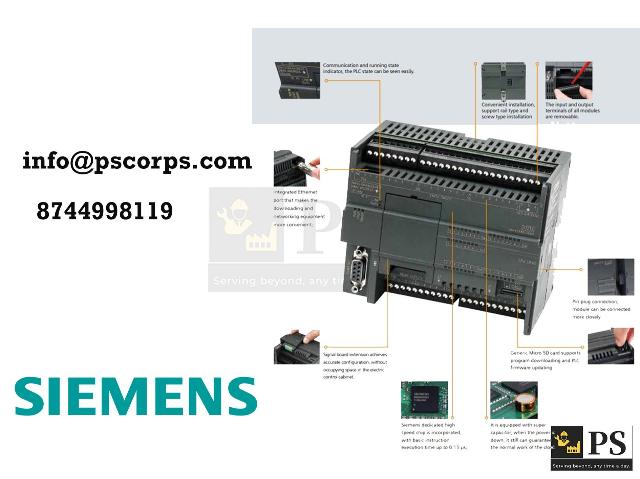 Communication and running state
indicator, the PLC state can be seen easily.
Convenient installation,
support rail type and
screw type installation
The input and output
terminals of all modules
are removable.
info@pscorps.com
8744998119
Integrated Ethernet
port that makes the
downloading and
networking equipment
more convenient.
PS
Serving beyond, any time
Pin plug connection,
module can be connected
more closely
Signal board extension achieves
accurate configuration, without
occupying space in the electric
control cabinet.
Generic Micro SD card supports
program downloading and PLC
firmware updating
SIEMENS
Siemens dedicated high
speed chip is incorporated,
with basic instruction
execution time up to 0.15 μs.
It is equipped with super
capacitor, when the power
down, it still can guarantee
the normal work of the clock
PS
Serving beyond, any time a day.